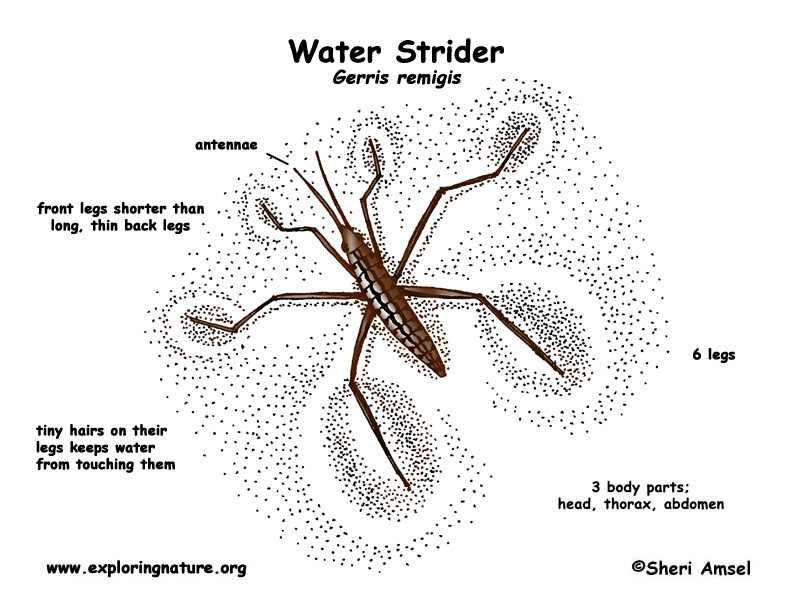 Water Strider
Gerris remigis
antennae
front legs shorter than
long, thin back legs
6 legs
tiny hairs on their
legs keeps water
from touching them
3 body parts;
head, thorax, abdomen
www.exploringnature.org
©Sheri Amsel